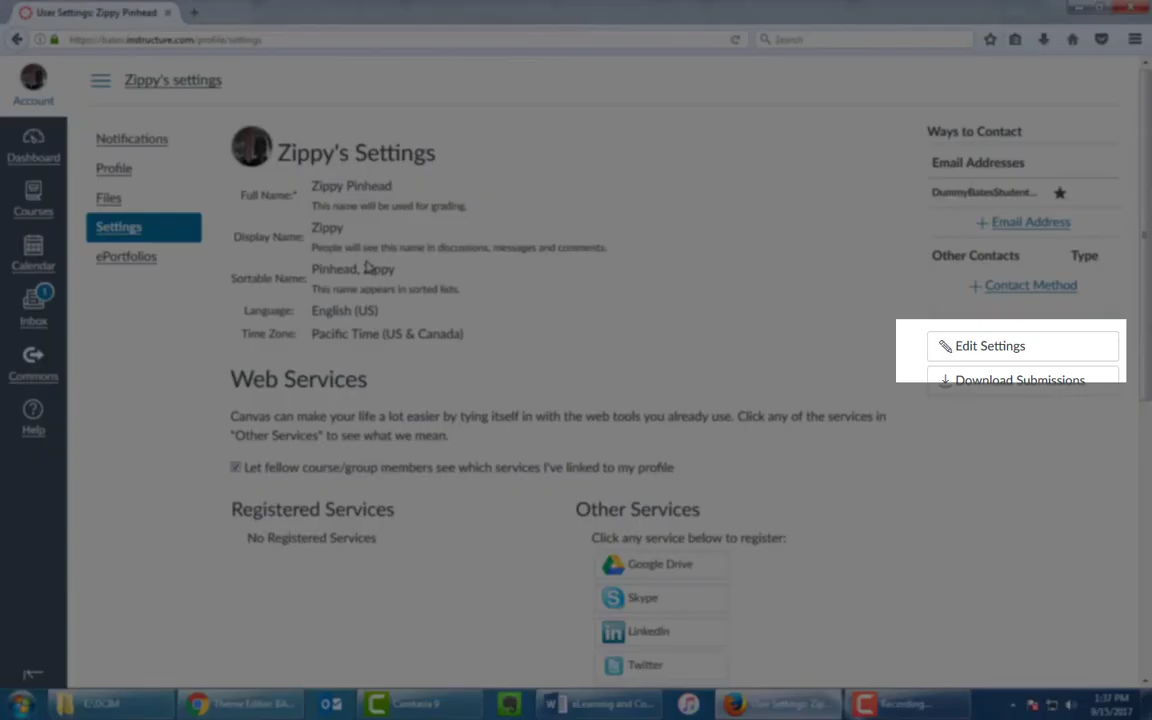 User Settings: Zippy Pinhead
https://bates.instructure.com/profile/settings
Search
Account
Dashboard
Courses
Calendar
1
Inbox
Commons
Help
Zippy's settings
Notifications
Profile
Files
Settings
ePortfolios
Zippy's Settings
Full Name:* Zippy Pinhead
This name will be used for grading.
Display Name: Zippy
People will see this name in discussions, messages and comments.
Sortable Name: Pinhead, Zippy
This name appears in sorted lists.
Language: English (US)
Time Zone: Pacific Time (US & Canada)
Web Services
Canvas can make your life a lot easier by tying itself in with the web tools you already use. Click any of the services in
"Other Services" to see what we mean.
Let fellow course/group members see which services I've linked to my profile
Registered Services
No Registered Services
Other Services
Click any service below to register:
Google Drive
Skype
LinkedIn
Twitter
Ways to Contact
Email Addresses
DummyBatesStudent...
+ Email Address
Other Contacts Type
+ Contact Method
Edit Settings
Download Submissions
E:\DCIM
Theme Editor: BA...
Camtasia 9
eLearning and Co...
User Settings: Zip...
Recording...
1:37 PM
9/15/2017